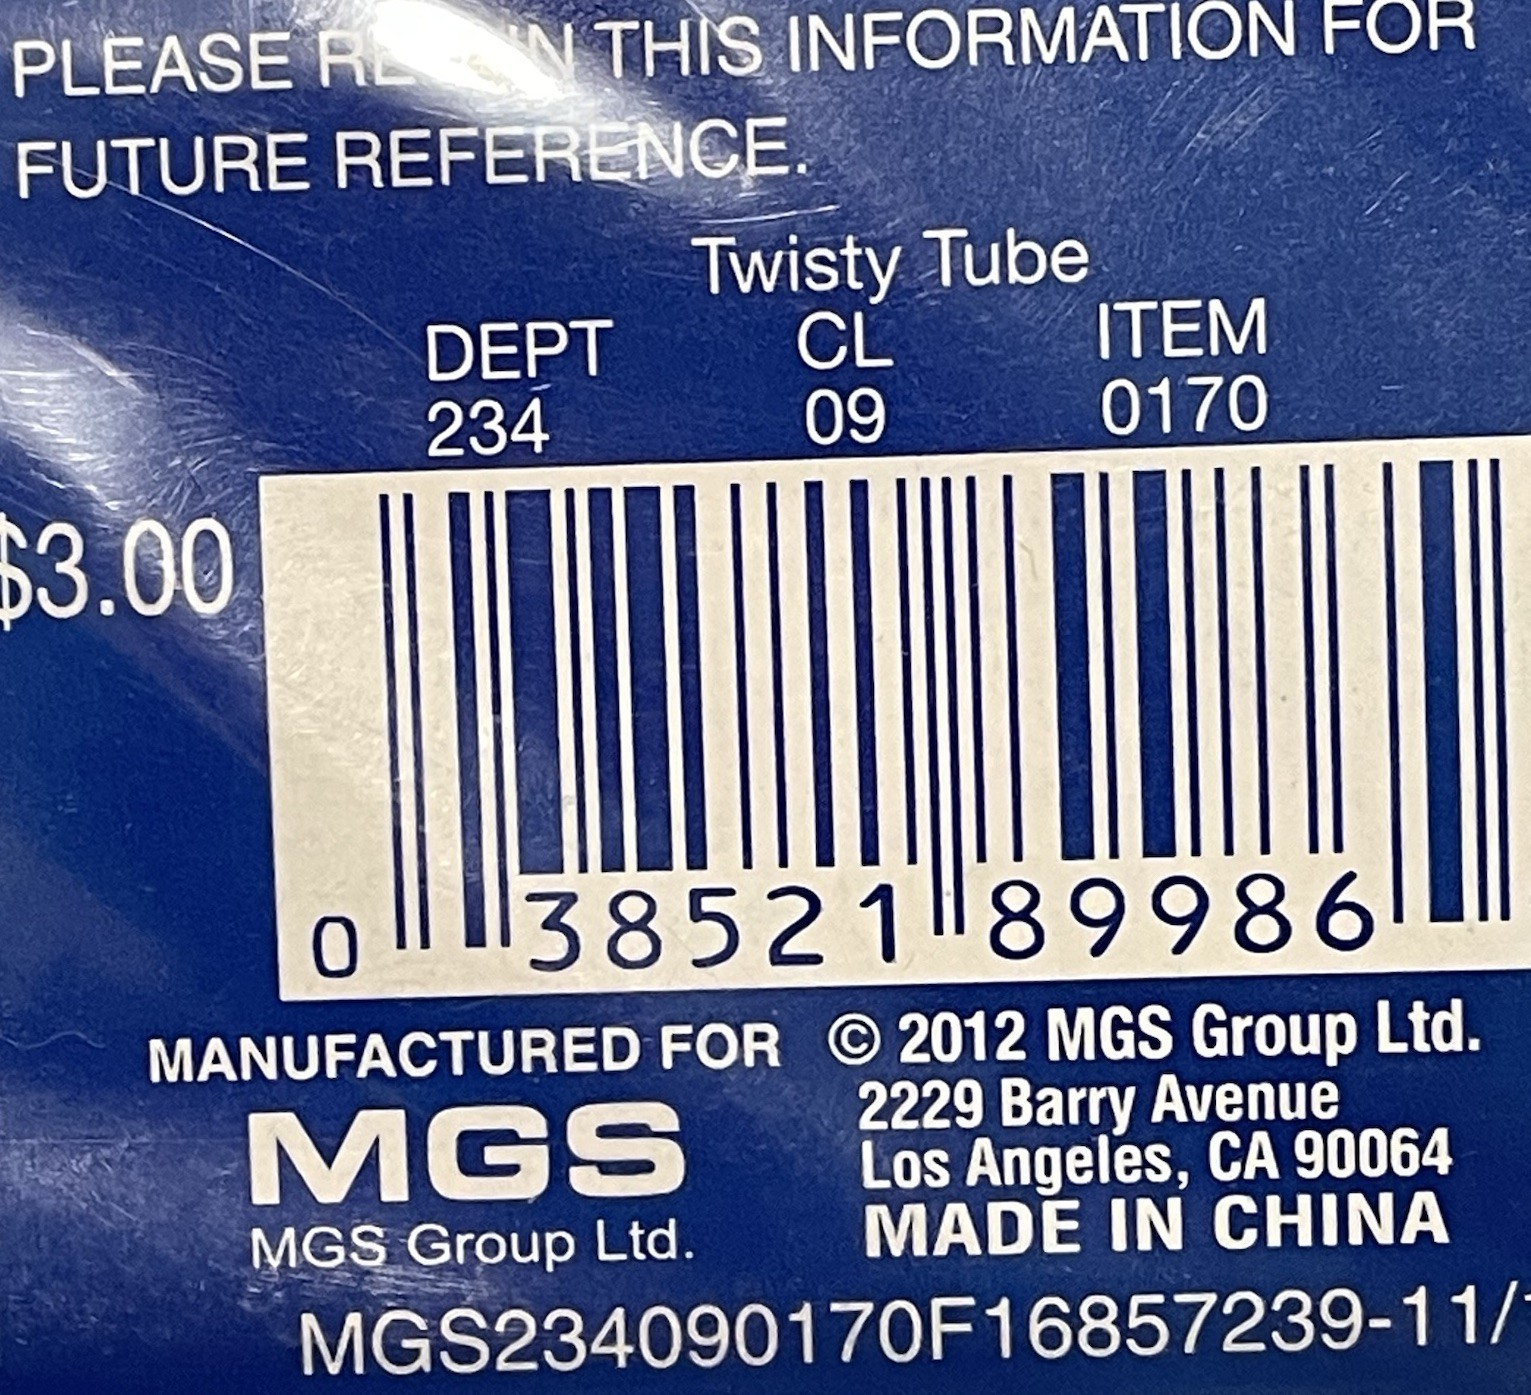 PLEASE THIS INFORMATION FOR
FUTURE REFERENCE.
Twisty Tube
DEPT CL ITEM
234 09 0170
$3.00
0 38521 89986
MANUFACTURED FOR © 2012 MGS Group Ltd.
2229 Barry Avenue
MGS Los Angeles, CA 90064
MGS Group Ltd. MADE IN CHINA
MGS234090170F16857239-11/